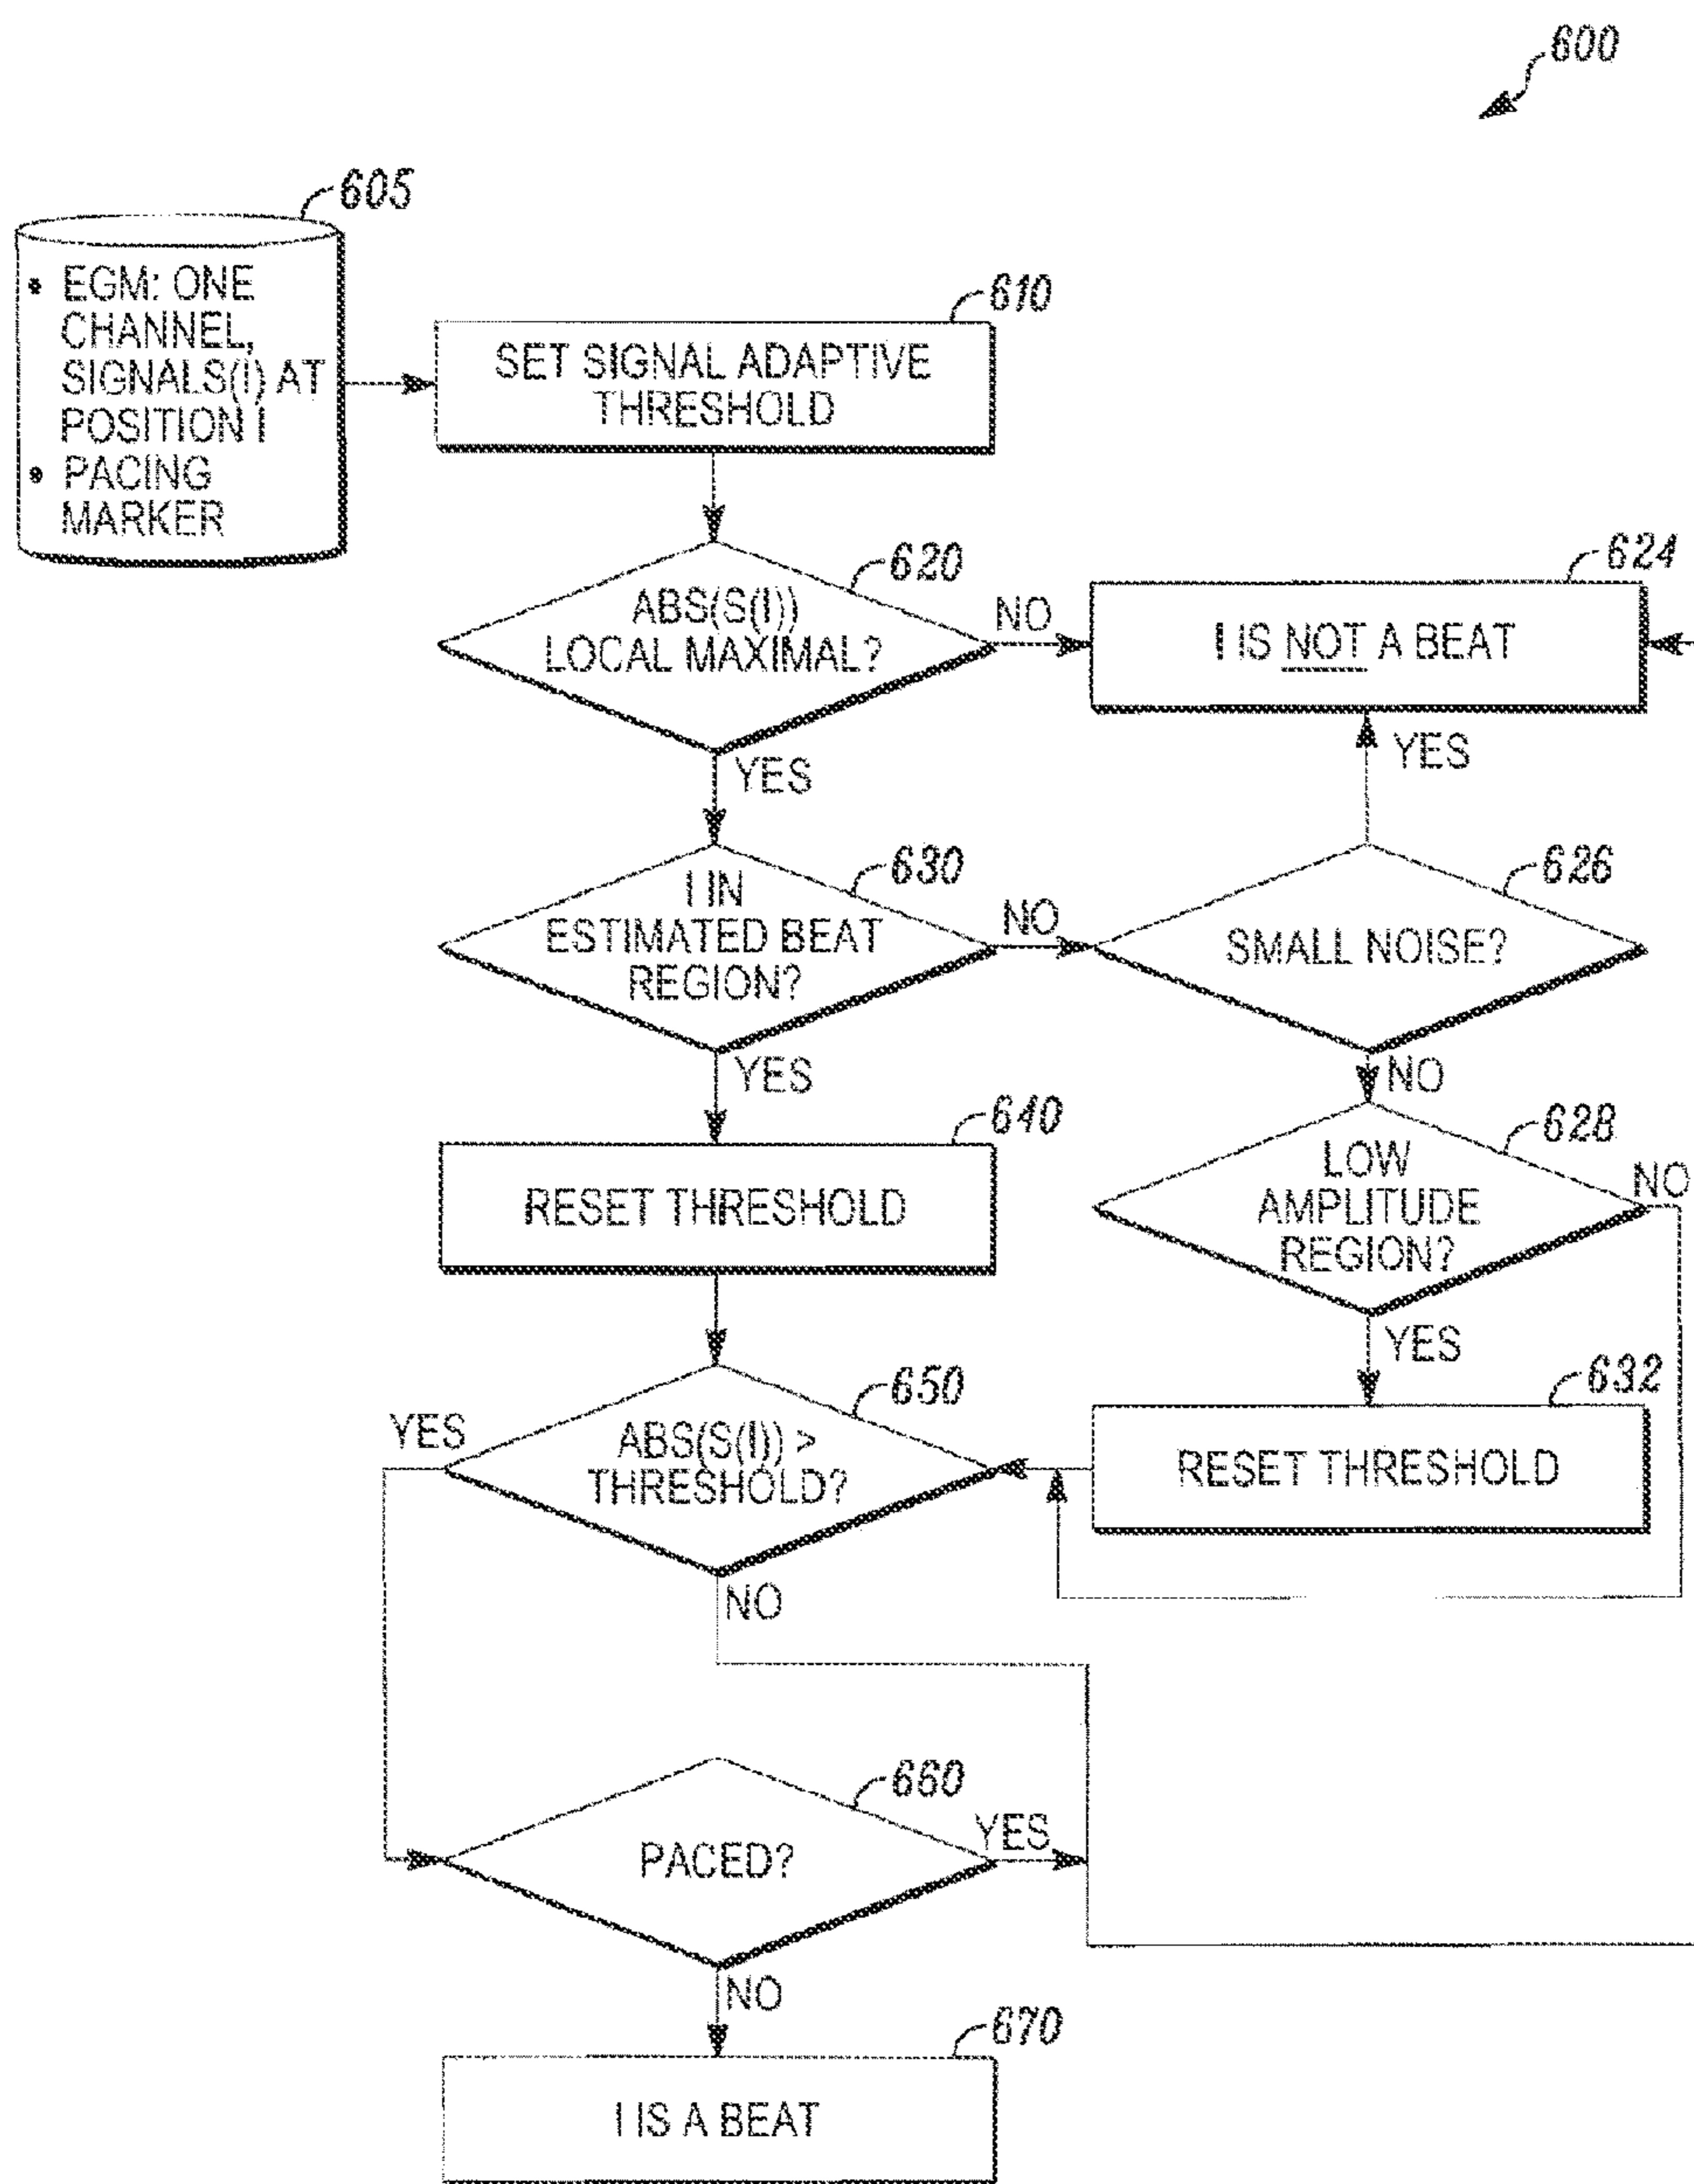 600
605
• EGM: ONE
CHANNEL,
SIGNALS(I) AT
POSITION I
• PACING
MARKER
610
SET SIGNAL ADAPTIVE
THRESHOLD
620
ABS(S(I))
LOCAL MAXIMAL?
NO
624
I IS NOT A BEAT
YES
YES
630
I IN
ESTIMATED BEAT
REGION?
NO
626
SMALL NOISE?
YES
NO
640
RESET THRESHOLD
628
LOW
AMPLITUDE
REGION?
NO
YES
650
YES
ABS(S(I)) >
THRESHOLD?
632
RESET THRESHOLD
NO
660
PACED?
YES
NO
670
I IS A BEAT